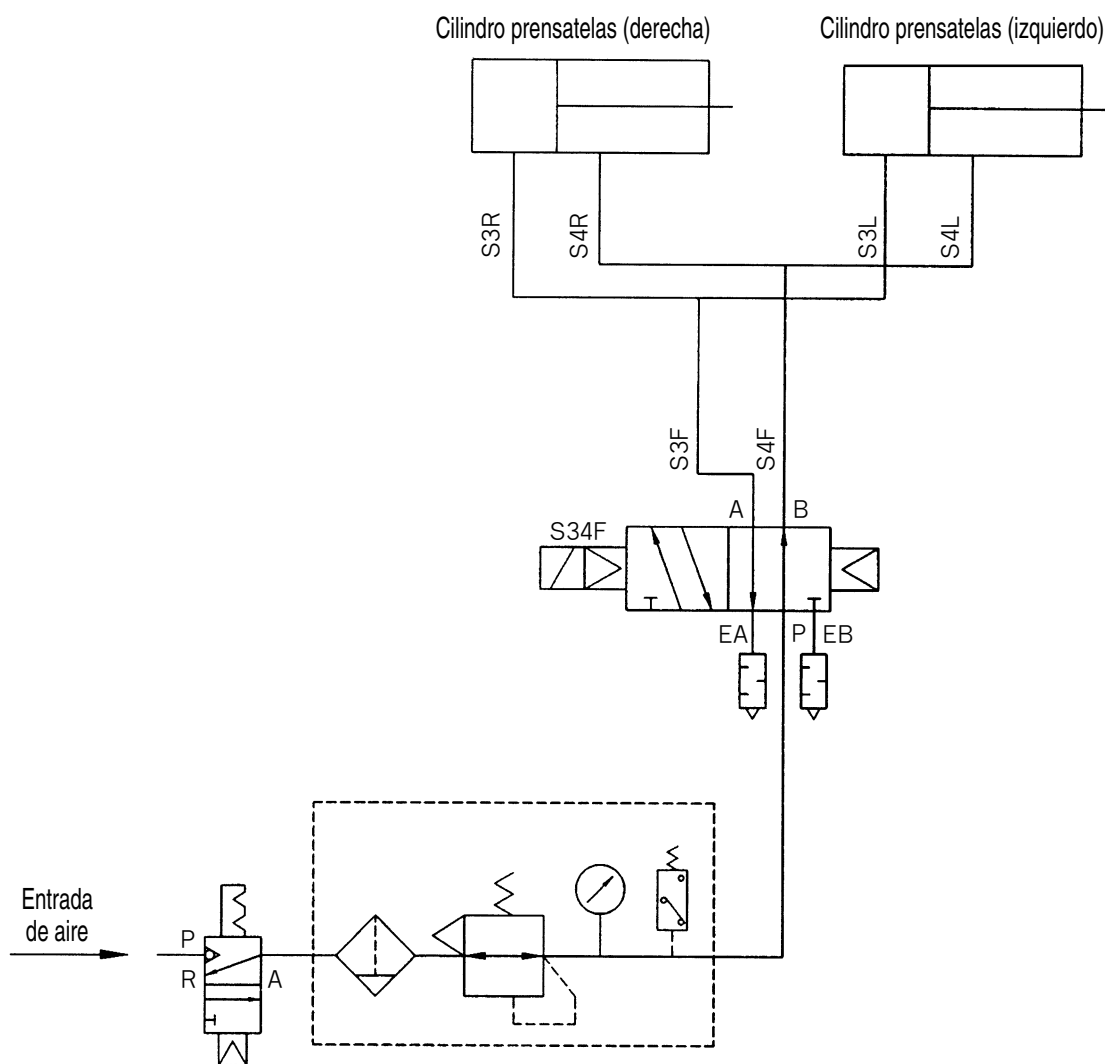 Cilindro prensatelas (derecha)
Cilindro prensatelas (izquierdo)
S3R
S4R
S3L
S4L
S3F
S4F
A
B
S34F
EA
P
EB
Entrada
de aire
P
R
A